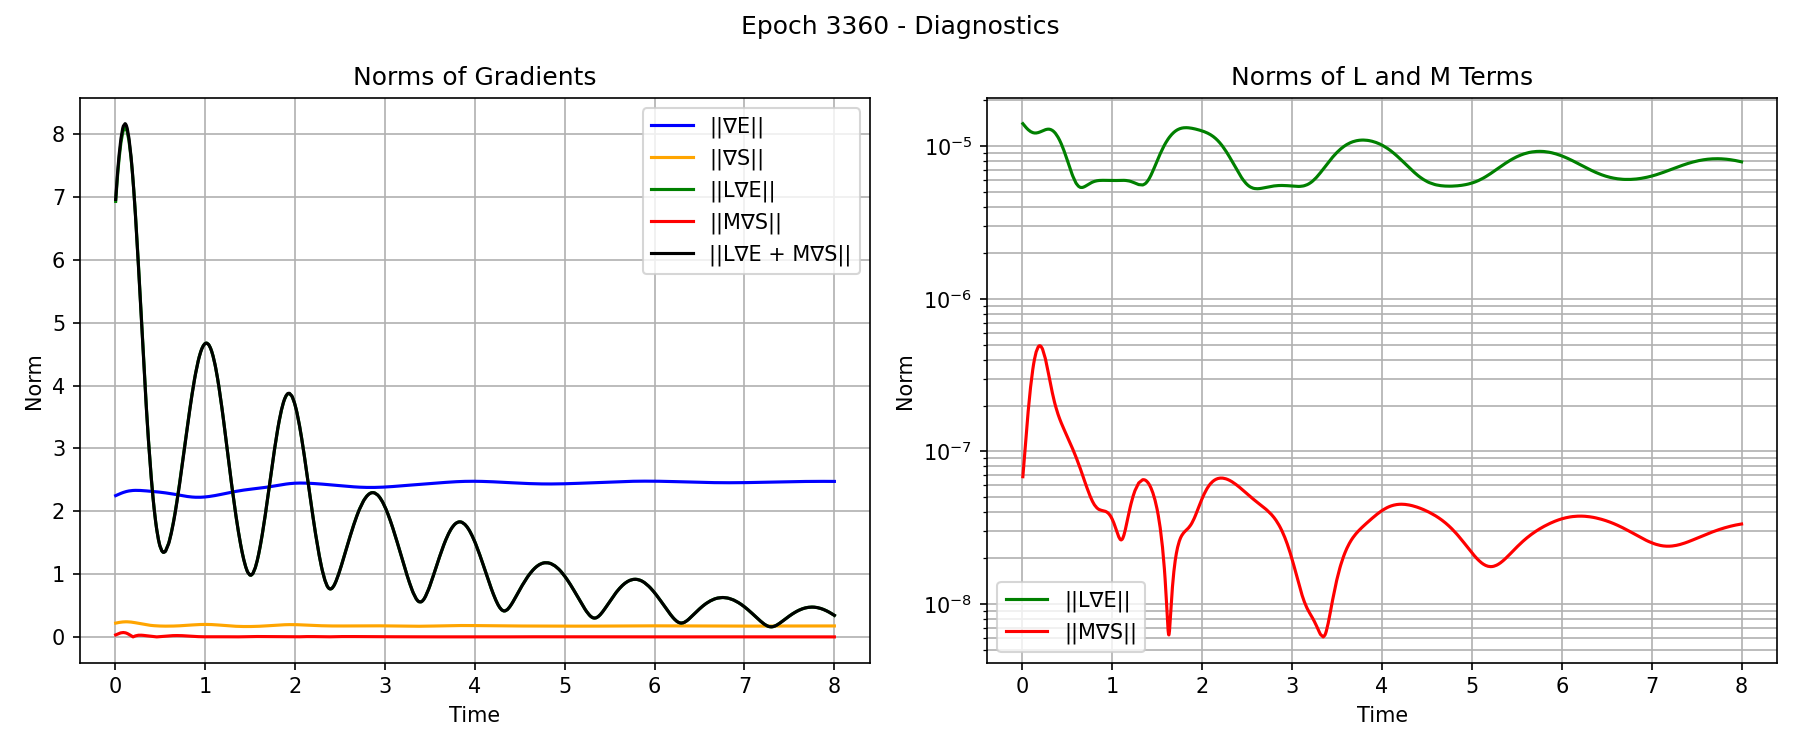 Epoch 3360 - Diagnostics
Norms of Gradients
Norm
8
7
6
5
4
3
2
1
0
||∇E||
||∇S||
||L∇E||
||M∇S||
||L∇E + M∇S||
0 1 2 3 4 5 6 7 8
Time
Norms of L and M Terms
Norm
10⁻⁵
10⁻⁶
10⁻⁷
10⁻⁸
||L∇E||
||M∇S||
0 1 2 3 4 5 6 7 8
Time